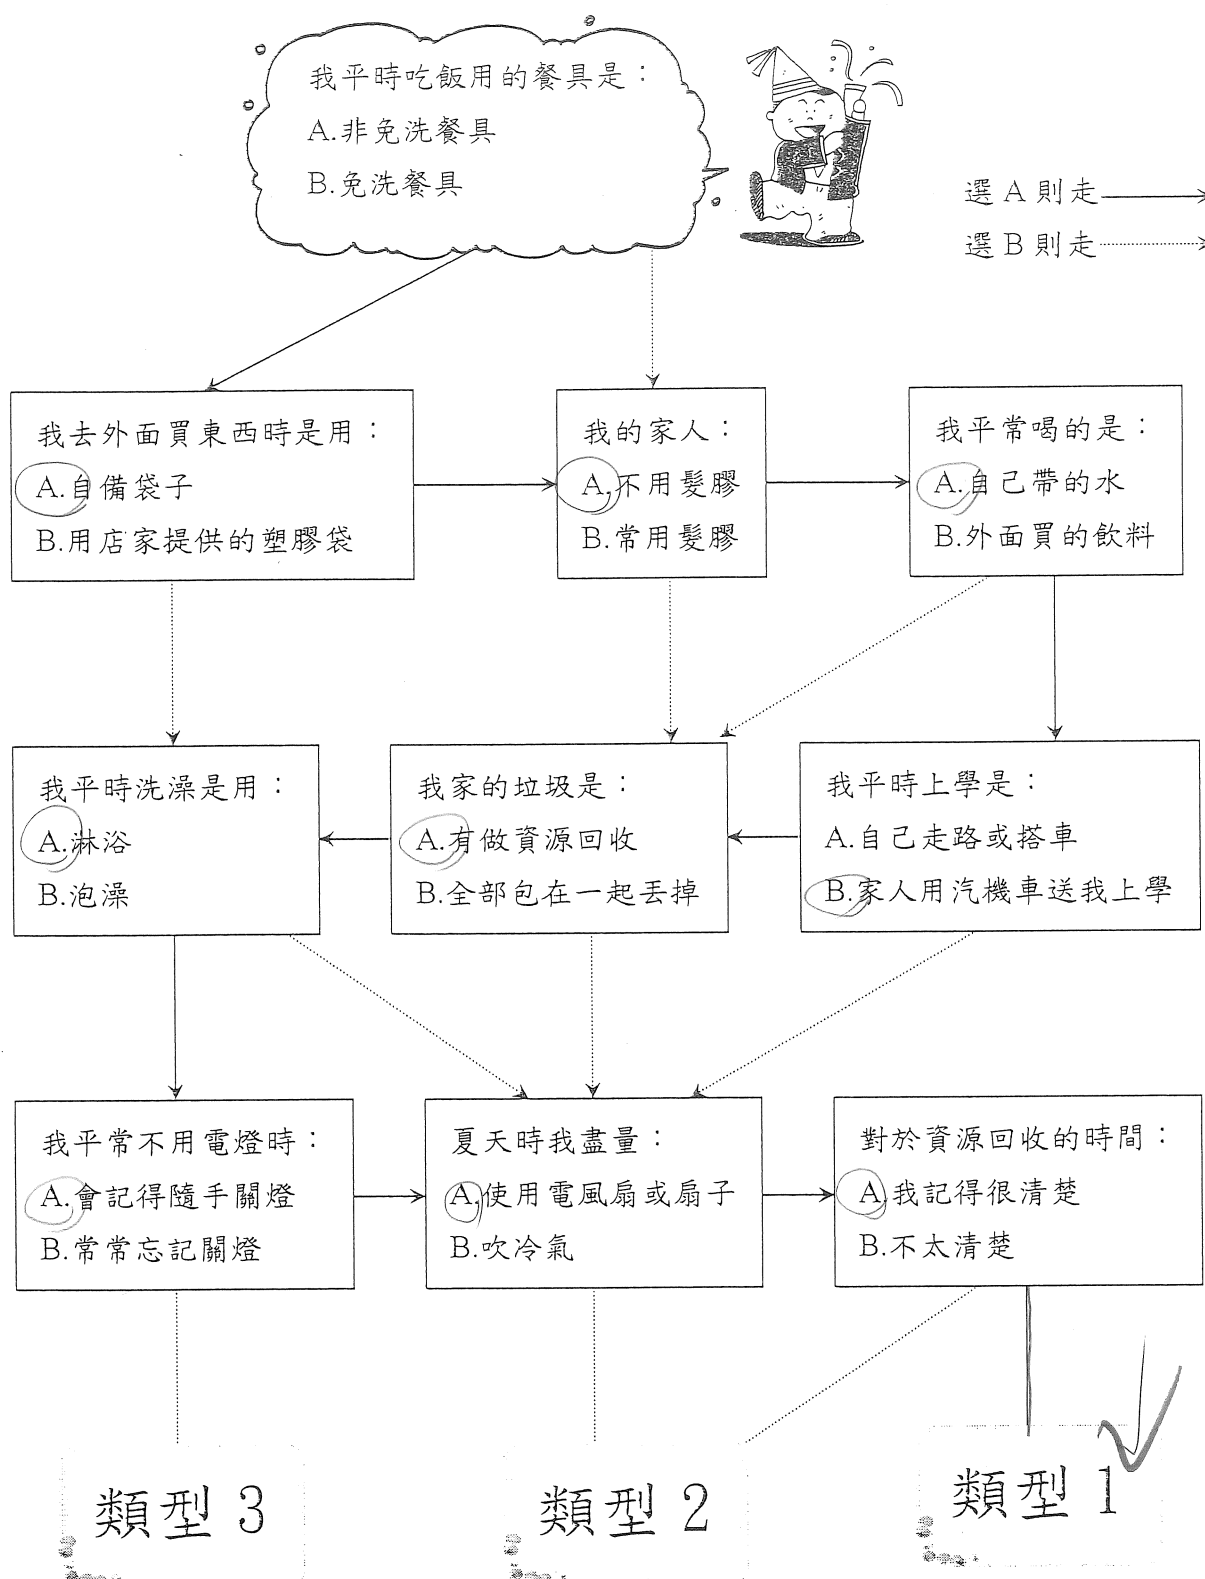 我平時吃飯用的餐具是：
A.非免洗餐具
B.免洗餐具
選A則走
選B則走
我去外面買東西時是用：
A.自備袋子
B.用店家提供的塑膠袋
我的家人：
A.不用髮膠
B.常用髮膠
我平常喝的是：
A.自己帶的水
B.外面買的飲料
我平時洗澡是用：
A.淋浴
B.泡澡
我家的垃圾是：
A.有做資源回收
B.全部包在一起丟掉
我平時上學是：
A.自己走路或搭車
B.家人用汽機車送我上學
我平常不用電燈時：
A.會記得隨手關燈
B.常常忘記關燈
夏天時我盡量：
A.使用電風扇或扇子
B.吹冷氣
對於資源回收的時間：
A.我記得很清楚
B.不太清楚
類型3
類型2
類型1